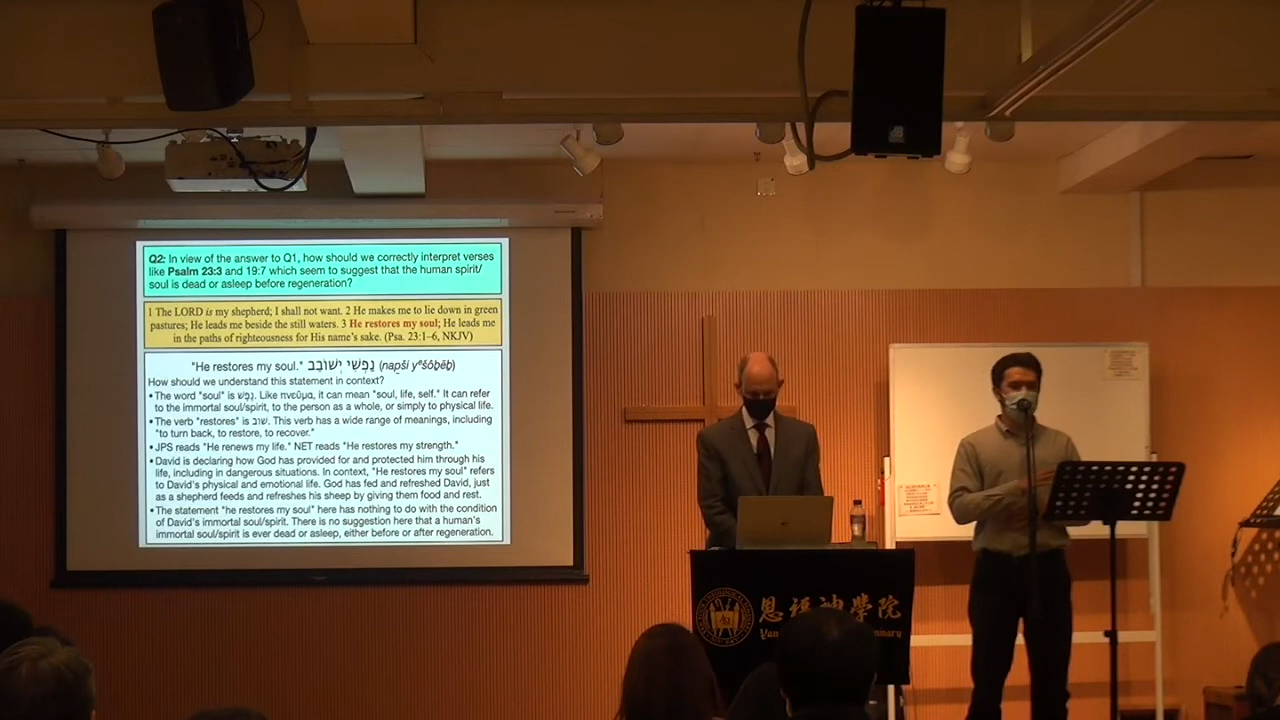 Q2: In view of the answer to Q1, how should we correctly interpret verses
like Psalm 23:3 and 19:7 which seem to suggest that the human spirit/
soul is dead or asleep before regeneration?
1 The LORD is my shepherd; I shall not want. 2 He makes me to lie down in green
pastures; He leads me beside the still waters. 3 He restores my soul; He leads me
in the paths of righteousness for His name's sake. (Psa. 23:1–6, NKJV)
"He restores my soul." נַפְשִׁי יְשׁוֹבֵב (nap̱šî yᵉšôḇēḇ)
How should we understand this statement in context?
• The word "soul" is נֶפֶשׁ. Like πνεῦμα, it can mean "soul, life, self." It can refer
to the immortal soul/spirit, to the person as a whole, or simply to physical life.
• The verb "restores" is שׁוּב. This verb has a wide range of meanings, including
"to turn back, to restore, to recover."
• JPS reads "He renews my life." NET reads "He restores my strength."
• David is declaring how God has provided for and protected him through his
life, including in dangerous situations. In context, "He restores my soul" refers
to David's physical and emotional life. God has fed and refreshed David, just
as a shepherd feeds and refreshes his sheep by giving them food and rest.
• The statement "he restores my soul" here has nothing to do with the condition
of David's immortal soul/spirit. There is no suggestion here that a human's
immortal soul/spirit is ever dead or asleep, either before or after regeneration.
恩福神學院